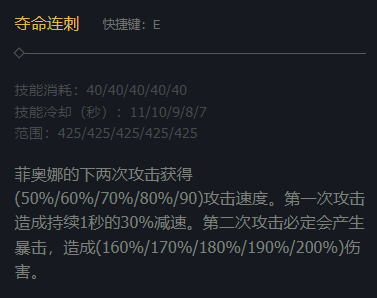 夺命连刺 快捷键：E
技能消耗：40/40/40/40/40
技能冷却（秒）：11/10/9/8/7
范围：425/425/425/425/425
菲奥娜的下两次攻击获得
(50%/60%/70%/80%/90)攻击速度。第一次攻击
造成持续1秒的30%减速。第二次攻击必定会产生
暴击，造成(160%/170%/180%/190%/200%)伤
害。